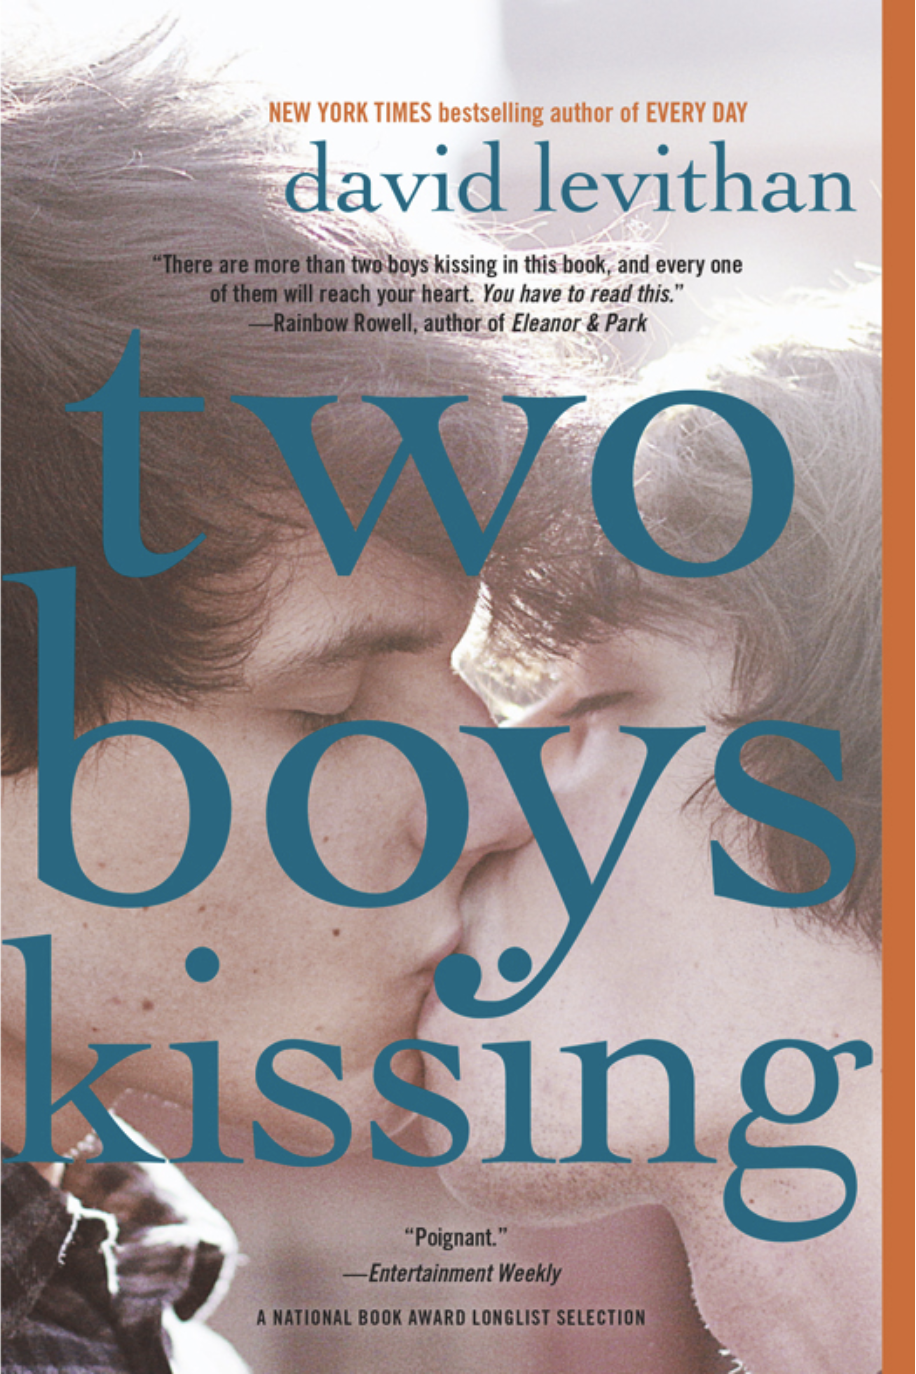 NEW YORK TIMES bestselling author of EVERY DAY
david levithan
“There are more than two boys kissing in this book, and every one
of them will reach your heart. You have to read this.”
—Rainbow Rowell, author of Eleanor & Park
two
boys
kissing
“Poignant.”
—Entertainment Weekly
A NATIONAL BOOK AWARD LONGLIST SELECTION